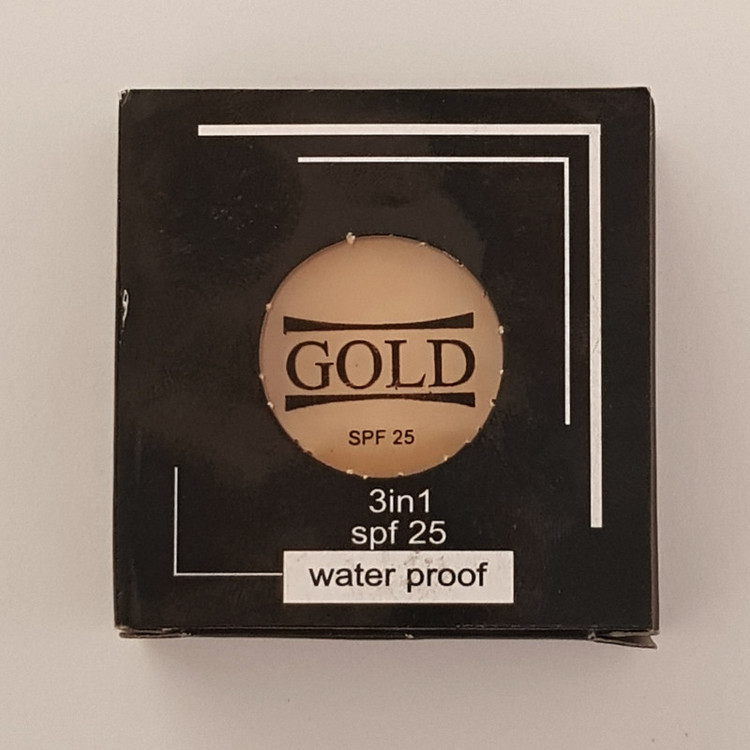 GOLD
SPF 25
3in1
spf 25
water proof